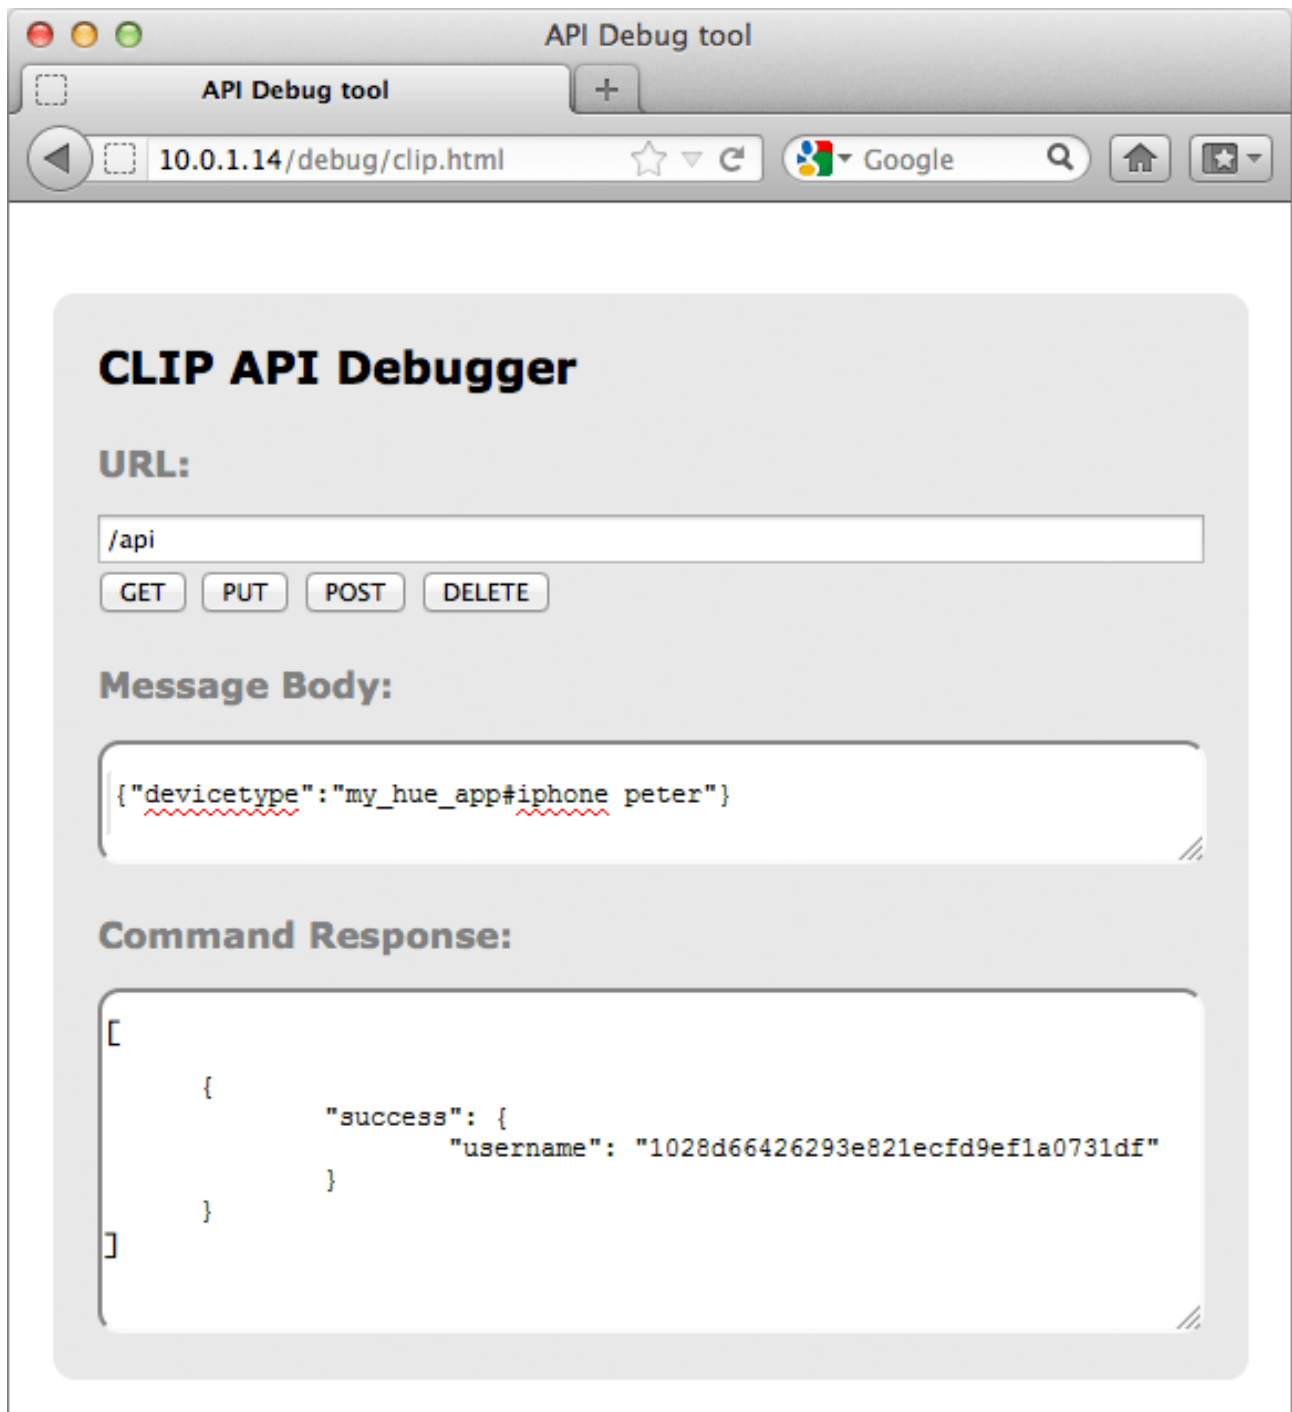 API Debug tool
API Debug tool
10.0.1.14/debug/clip.html Google
CLIP API Debugger
URL:
/api
GET PUT POST DELETE
Message Body:
{"devicetype":"my_hue_app#iphone peter"}
Command Response:
[
{
"success": {
"username": "1028d66426293e821ecfd9ef1a0731df"
}
}
]